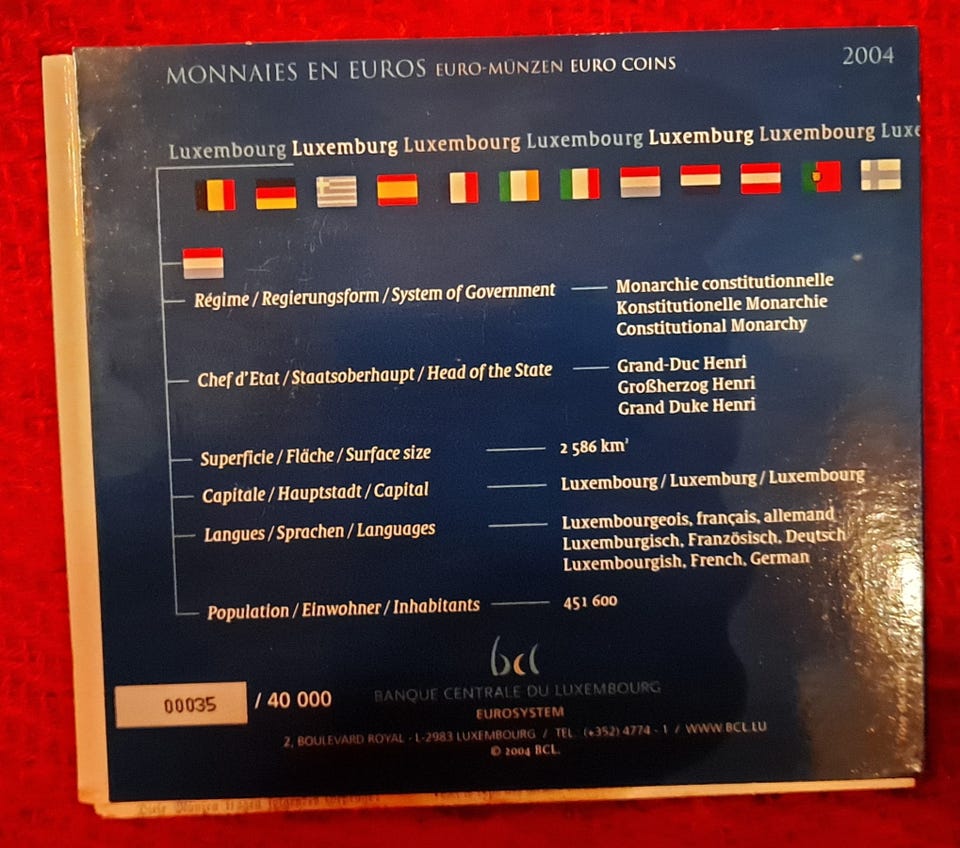 MONNAIES EN EUROS EURO-MÜNZEN EURO COINS 2004
Luxembourg Luxemburg Luxembourg Luxembourg Luxemburg Luxembourg Luxe
Régime / Regierungsform / System of Government
Monarchie constitutionnelle
Konstitutionelle Monarchie
Constitutional Monarchy
Chef d'Etat / Staatsoberhaupt / Head of the State
Grand-Duc Henri
Großherzog Henri
Grand Duke Henri
Superficie / Fläche / Surface size 2 586 km²
Capitale / Hauptstadt / Capital Luxembourg / Luxemburg / Luxembourg
Langues / Sprachen / Languages
Luxembourgeois, français, allemand
Luxemburgisch, Französisch, Deutsch
Luxembourgish, French, German
Population / Einwohner / Inhabitants 451 600
bcl
00035 / 40 000
BANQUE CENTRALE DU LUXEMBOURG
EUROSYSTEM
2, BOULEVARD ROYAL - L-2983 LUXEMBOURG / TEL (+352) 4774 - 1 / WWW.BCL.LU
© 2004 BCL.